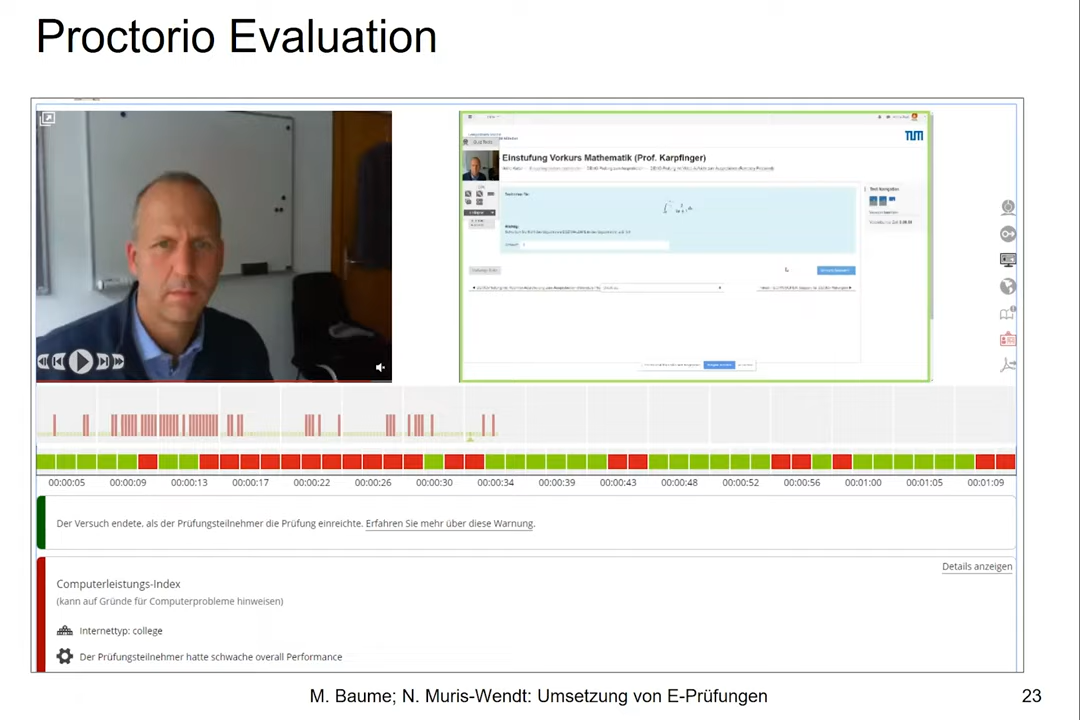 Proctorio Evaluation
TUM
Einstufung Vorkurs Mathematik (Prof. Karpfinger)
00:00:05 00:00:09 00:00:13 00:00:17 00:00:22 00:00:26 00:00:30 00:00:34 00:00:39 00:00:43 00:00:48 00:00:52 00:00:56 00:01:00 00:01:05 00:01:09
Der Versuch endete, als der Prüfungsteilnehmer die Prüfung einreichte. Erfahren Sie mehr über diese Warnung.
Details anzeigen
Computerleistungs-Index
(kann auf Gründe für Computerprobleme hinweisen)
Internettyp: college
Der Prüfungsteilnehmer hatte schwache overall Performance
M. Baume; N. Muris-Wendt: Umsetzung von E-Prüfungen
23